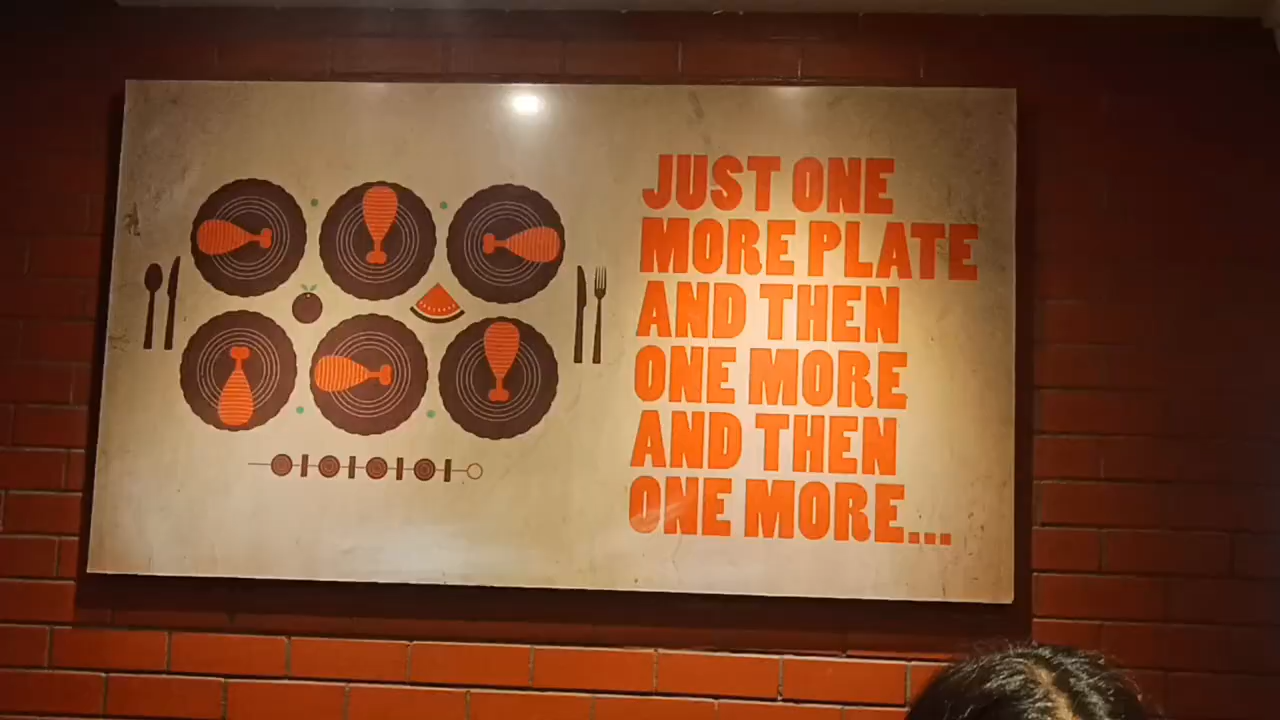 JUST ONE
MORE PLATE
AND THEN
ONE MORE
AND THEN
ONE MORE...